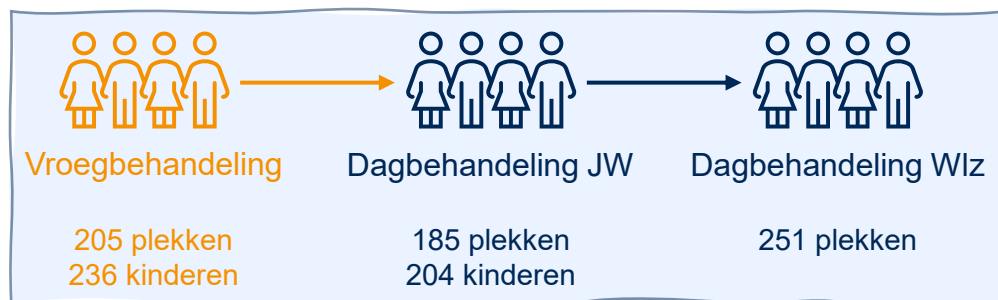 Vroegbehandeling
205 plekken
236 kinderen
Dagbehandeling JW
185 plekken
204 kinderen
Dagbehandeling Wlz
251 plekken